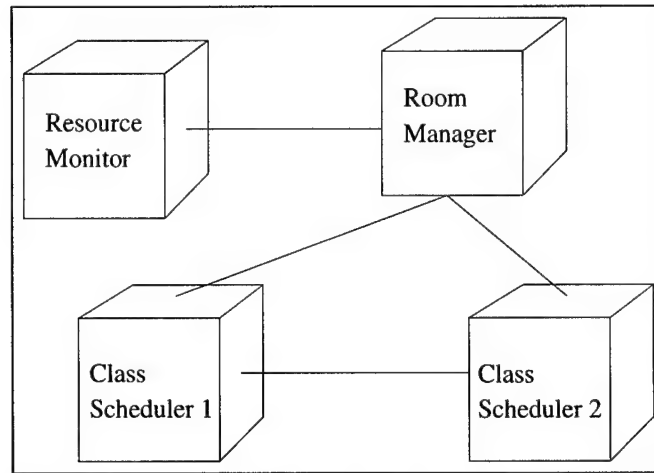 Resource
Monitor
Room
Manager
Class
Scheduler 1
Class
Scheduler 2